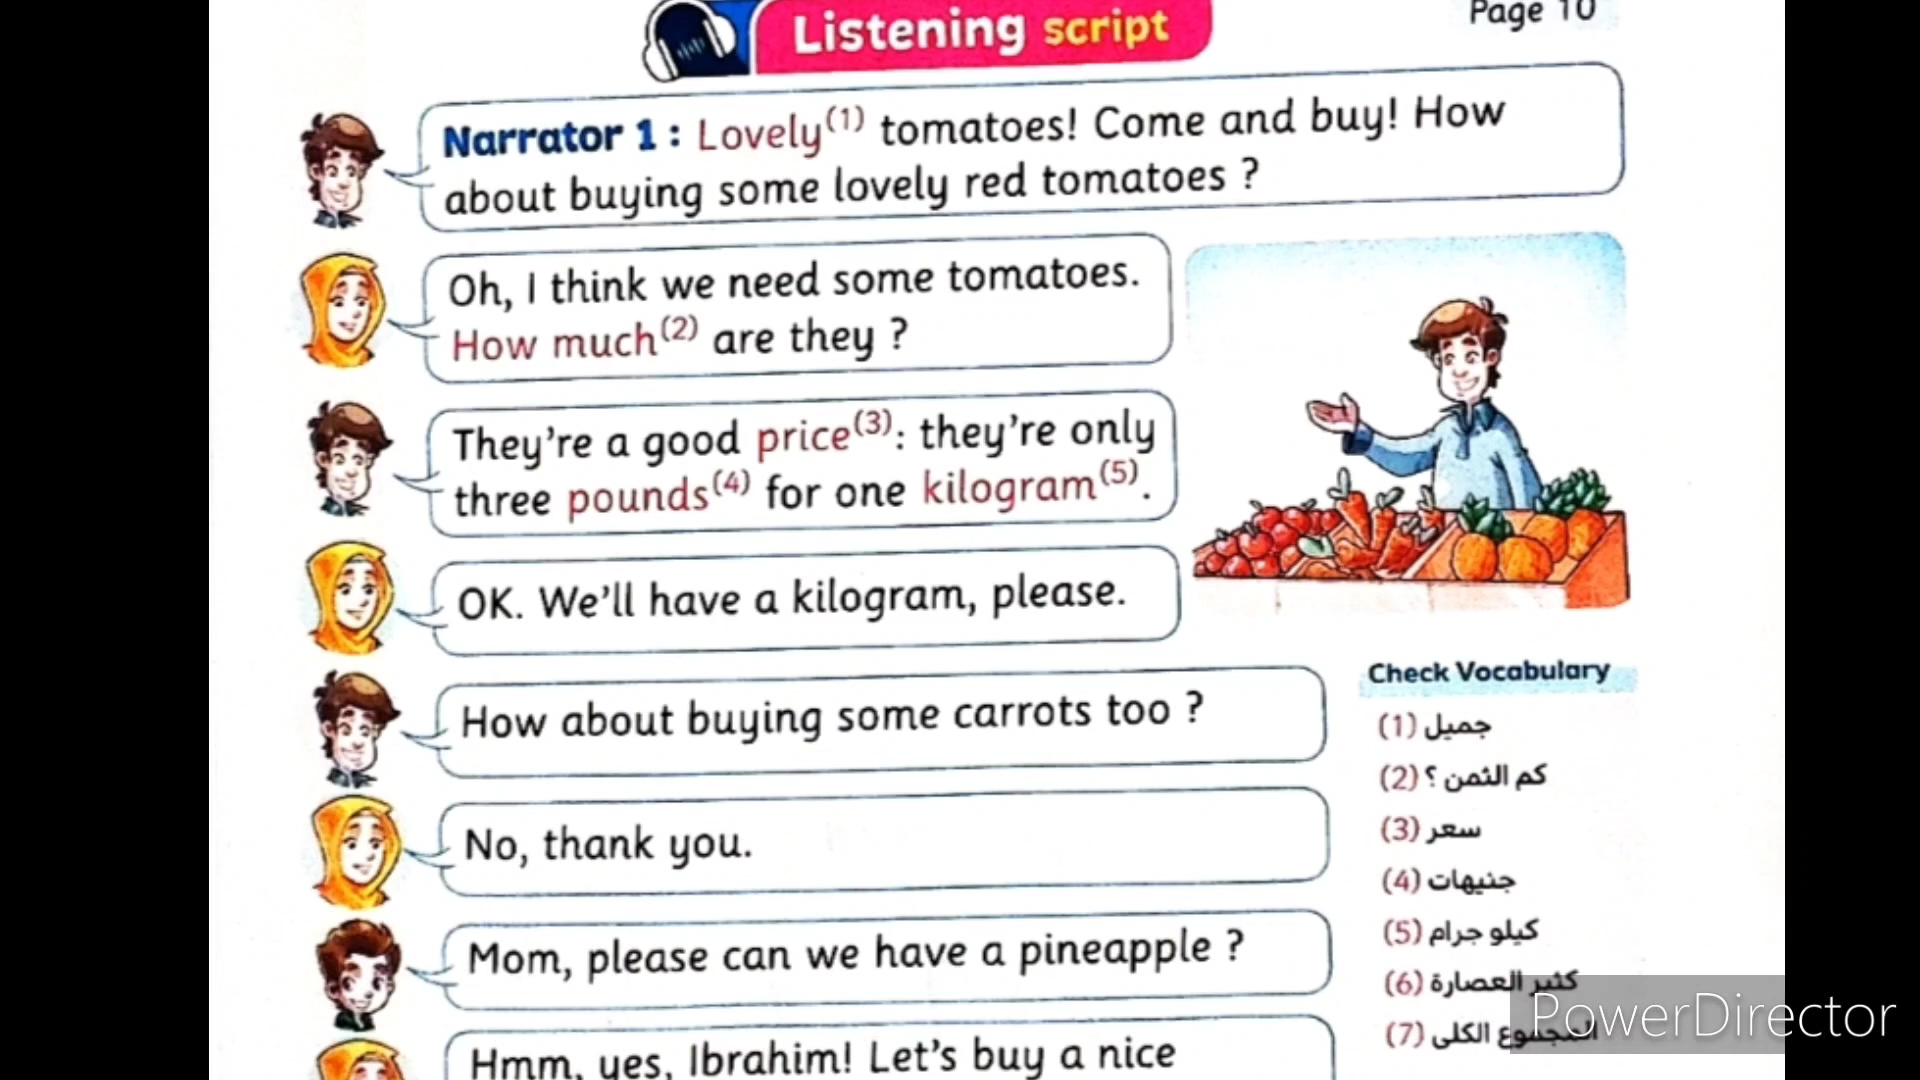 Listening script
Page 10
Narrator 1 : Lovely(1) tomatoes! Come and buy! How
about buying some lovely red tomatoes ?
Oh, I think we need some tomatoes.
How much(2) are they ?
They're a good price(3): they're only
three pounds(4) for one kilogram(5).
OK. We'll have a kilogram, please.
How about buying some carrots too ?
No, thank you.
Mom, please can we have a pineapple ?
Hmm, yes, Ibrahim! Let's buy a nice
Check Vocabulary
(1) جميل
(2) كم الثمن ؟
(3) سعر
(4) جنيهات
(5) كيلو جرام
(6) كثير العصارة
(7) المجموع الكلى
PowerDirector